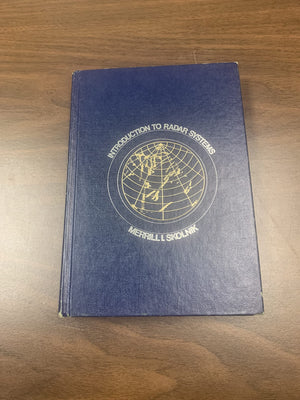 INTRODUCTION TO RADAR SYSTEMS
MERRILL I. SKOLNIK